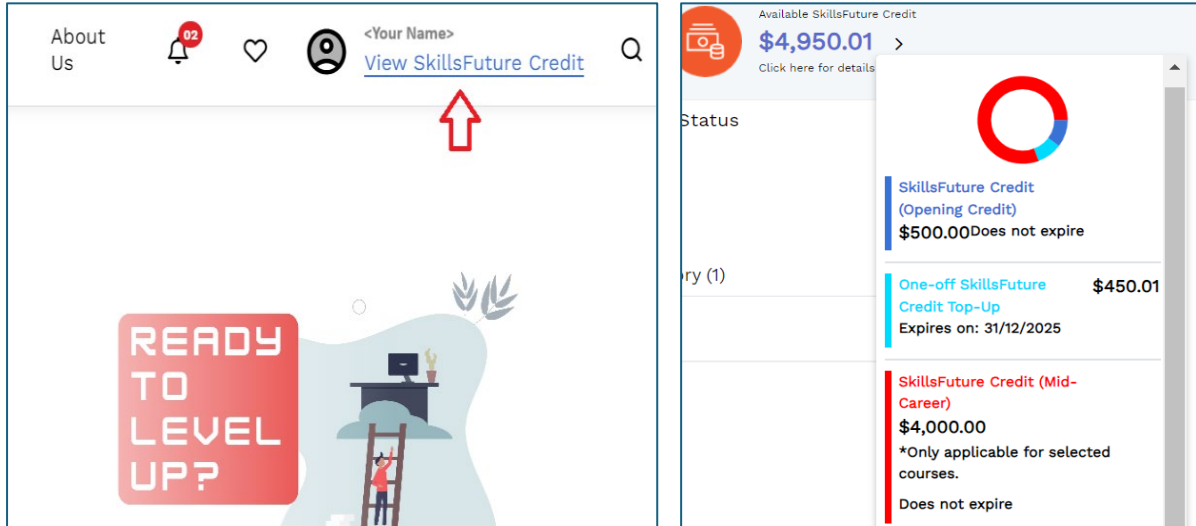 About
Us
02
<Your Name>
View SkillsFuture Credit
READY
TO
LEVEL
UP?
Available SkillsFuture Credit
$4,950.01 >
Click here for details
Status
ry (1)
SkillsFuture Credit
(Opening Credit)
$500.00Does not expire
One-off SkillsFuture $450.01
Credit Top-Up
Expires on: 31/12/2025
SkillsFuture Credit (Mid-
Career)
$4,000.00
*Only applicable for selected
courses.
Does not expire